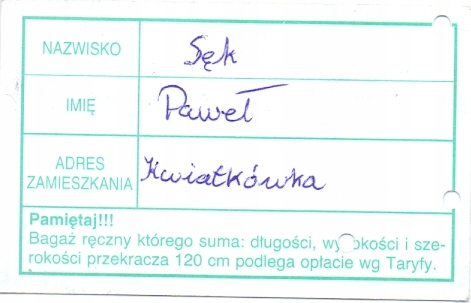 NAZWISKO Sęk
IMIĘ Paweł
ADRES
ZAMIESZKANIA Kwiatkówka
Pamiętaj!!!
Bagaż ręczny którego suma: długości, wysokości i sze-
rokości przekracza 120 cm podlega opłacie wg Taryfy.